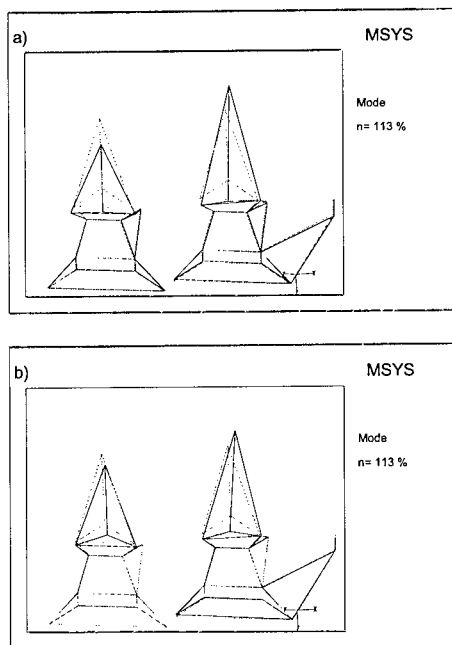 a)
MSYS
Mode
n= 113 %
b)
MSYS
Mode
n= 113 %